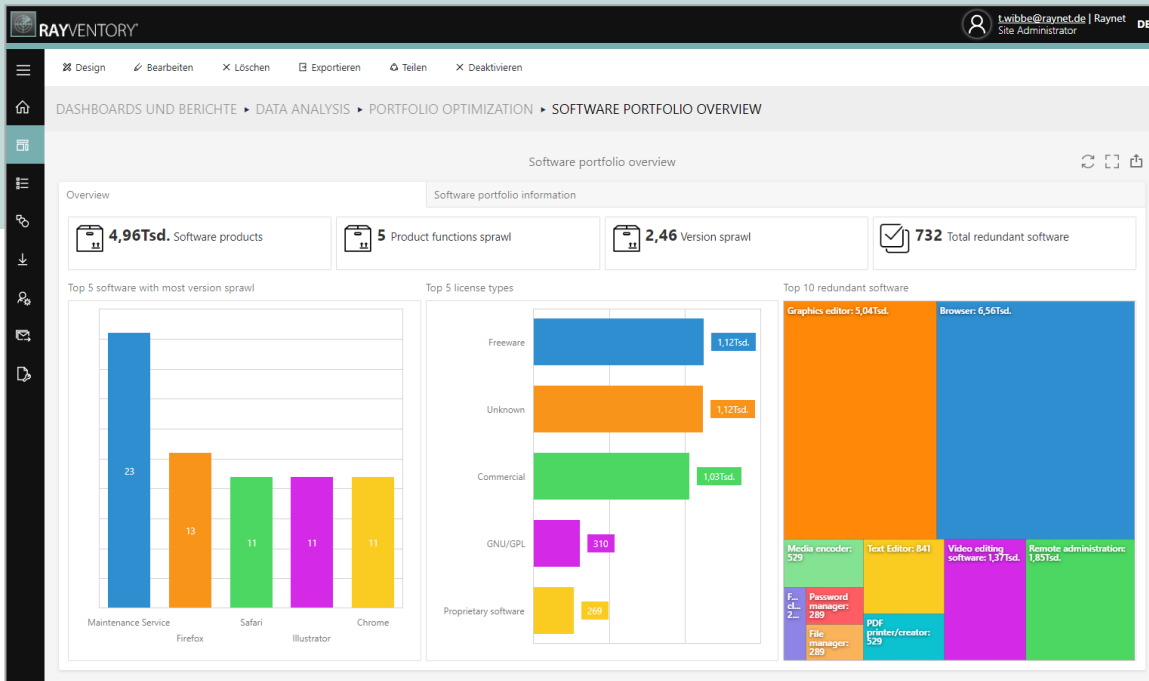 RAYVENTORY
t.wibbe@raynet.de | Raynet
Site Administrator
DE
Design
Bearbeiten
Löschen
Exportieren
Teilen
Deaktivieren
DASHBOARDS UND BERICHTE ▸ DATA ANALYSIS ▸ PORTFOLIO OPTIMIZATION ▸ SOFTWARE PORTFOLIO OVERVIEW
Software portfolio overview
Overview
Software portfolio information
4,96Tsd. Software products
5 Product functions sprawl
2,46 Version sprawl
732 Total redundant software
Top 5 software with most version sprawl
23
13
11
11
11
Maintenance Service
Firefox
Safari
Illustrator
Chrome
Top 5 license types
Freeware
1,12Tsd.
Unknown
1,12Tsd.
Commercial
1,03Tsd.
GNU/GPL
310
Proprietary software
269
Top 10 redundant software
Graphics editor: 5,04Tsd.
Browser: 6,56Tsd.
Media encoder:
529
Text Editor: 841
Video editing
software: 1,37Tsd.
Remote administration:
1,85Tsd.
F...
cl...
2...
Password
manager:
289
File
manager:
289
PDF
printer/creator:
529